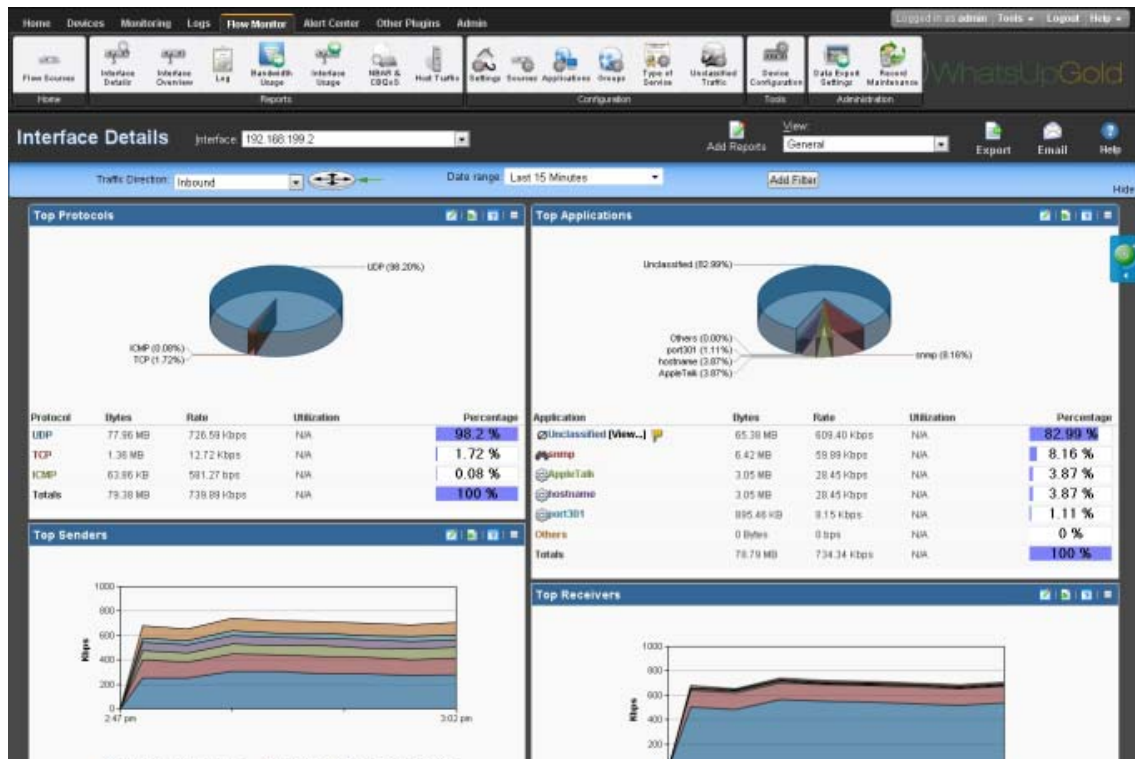 Home Devices Monitoring Logs Flow Monitor Alert Center Other Plugins Admin
Logged in as admin Tools Logout Help
Flow Sources
Interface Details
Interface Overview
Log
Bandwidth Usage
Interface Usage
NBAR & CBQoS
Host Traffic
Settings Sources Applications Groups
Type of Service
Unclassified Traffic
Device Configuration
Data Export Settings
Record Maintenance
WhatsUpGold
Home Reports Configuration Tools Administration
Interface Details
Interface: 192.168.199.2
Add Reports
View:
General
Export
Email
Help
Traffic Direction: Inbound
Date range: Last 15 Minutes
Add Filter
Hide
Top Protocols
UDP (98.20%)
ICMP (0.08%)
TCP (1.72%)
Protocol Bytes Rate Utilization Percentage
UDP 77.96 MB 726.59 Kbps N/A 98.2 %
TCP 1.36 MB 12.72 Kbps N/A 1.72 %
ICMP 63.86 KB 581.27 bps N/A 0.08 %
Totals 79.38 MB 739.89 Kbps N/A 100 %
Top Applications
Unclassified (82.99%)
Others (0.00%)
port301 (1.11%)
hostname (3.87%)
AppleTalk (3.87%)
snmp (8.16%)
Application Bytes Rate Utilization Percentage
Unclassified [View...] 65.38 MB 609.40 Kbps N/A 82.99 %
snmp 6.42 MB 59.89 Kbps N/A 8.16 %
AppleTalk 3.05 MB 28.45 Kbps N/A 3.87 %
hostname 3.05 MB 28.45 Kbps N/A 3.87 %
port301 895.46 KB 8.15 Kbps N/A 1.11 %
Others 0 Bytes 0 bps N/A 0 %
Totals 78.79 MB 734.34 Kbps N/A 100 %
Top Senders
1000
800
600
400
200
0
Kbps
2:47 pm 3:02 pm
Top Receivers
1000
800
600
400
200
Kbps